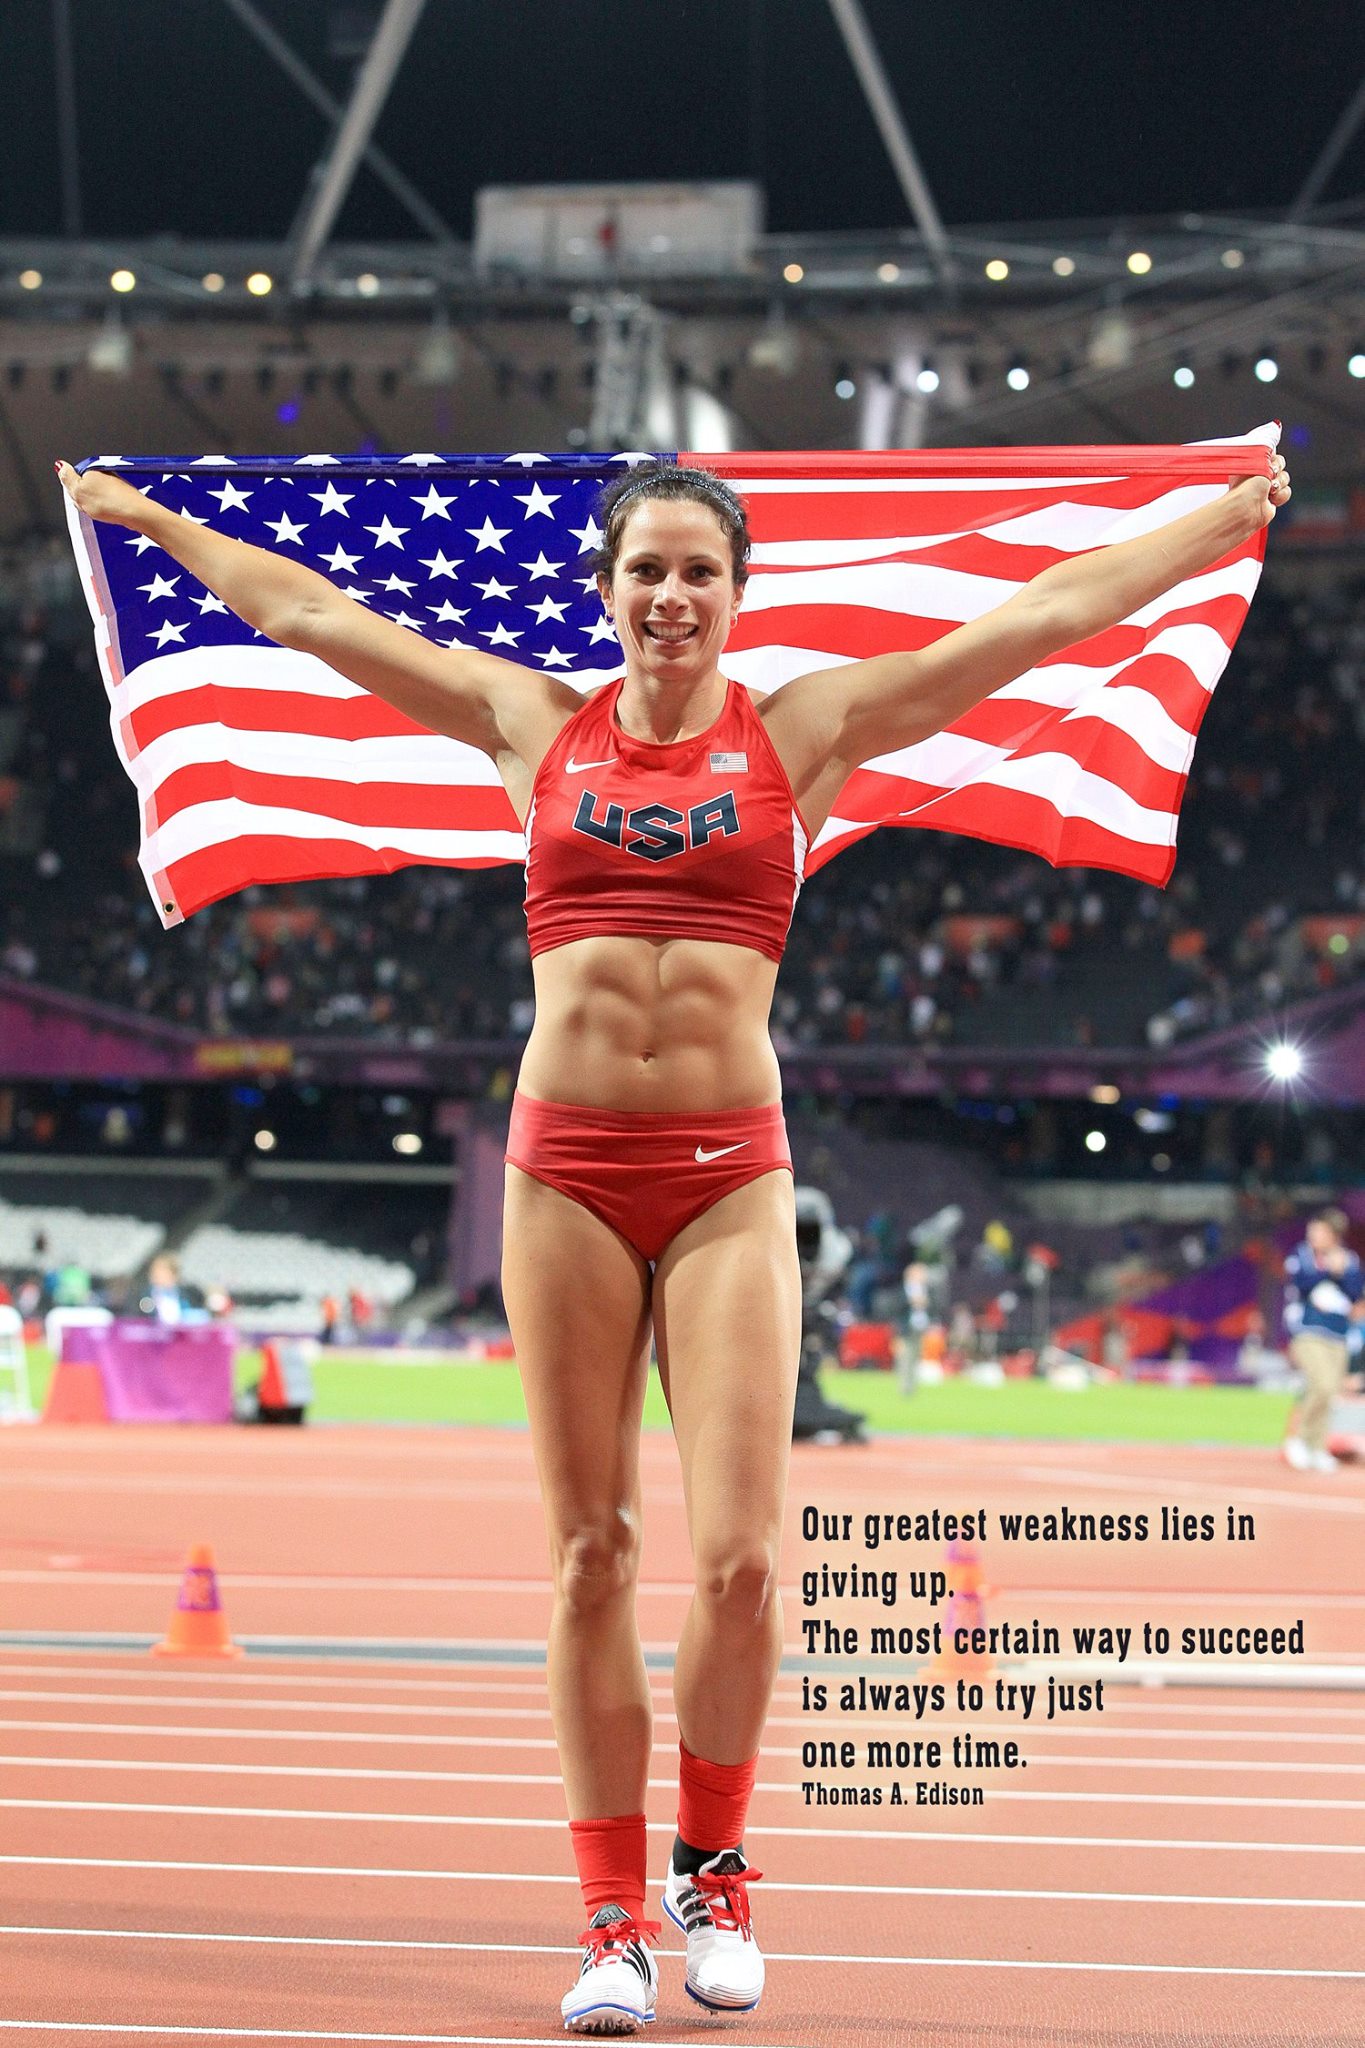 USA
Our greatest weakness lies in
giving up.
The most certain way to succeed
is always to try just
one more time.
Thomas A. Edison